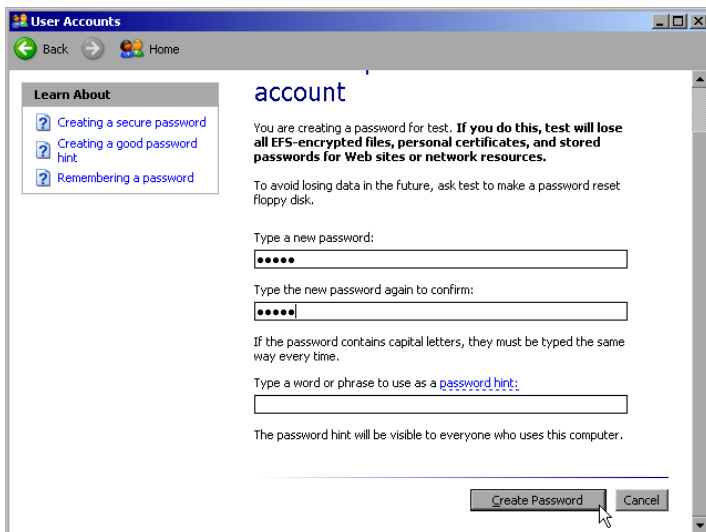 User Accounts
Back Home
Learn About
Creating a secure password
Creating a good password
hint
Remembering a password
account
You are creating a password for test. If you do this, test will lose
all EFS-encrypted files, personal certificates, and stored
passwords for Web sites or network resources.
To avoid losing data in the future, ask test to make a password reset
floppy disk.
Type a new password:
●●●●●
Type the new password again to confirm:
●●●●●
If the password contains capital letters, they must be typed the same
way every time.
Type a word or phrase to use as a password hint:
The password hint will be visible to everyone who uses this computer.
Create Password Cancel